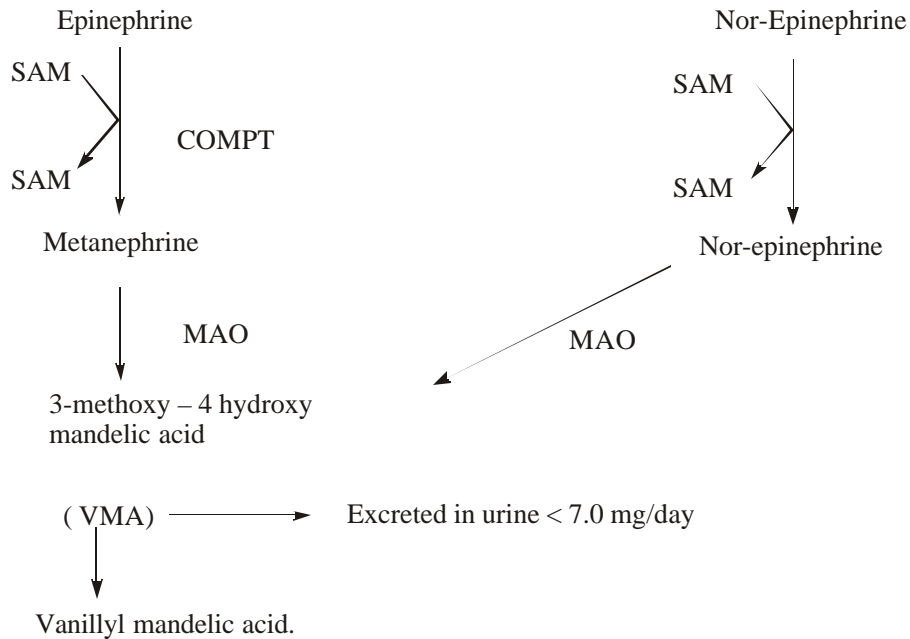 Epinephrine
Nor-Epinephrine
SAM
SAM
COMPT
SAM
SAM
Metanephrine
Nor-epinephrine
MAO
MAO
3-methoxy – 4 hydroxy
mandelic acid
( VMA)
Excreted in urine < 7.0 mg/day
Vanillyl mandelic acid.